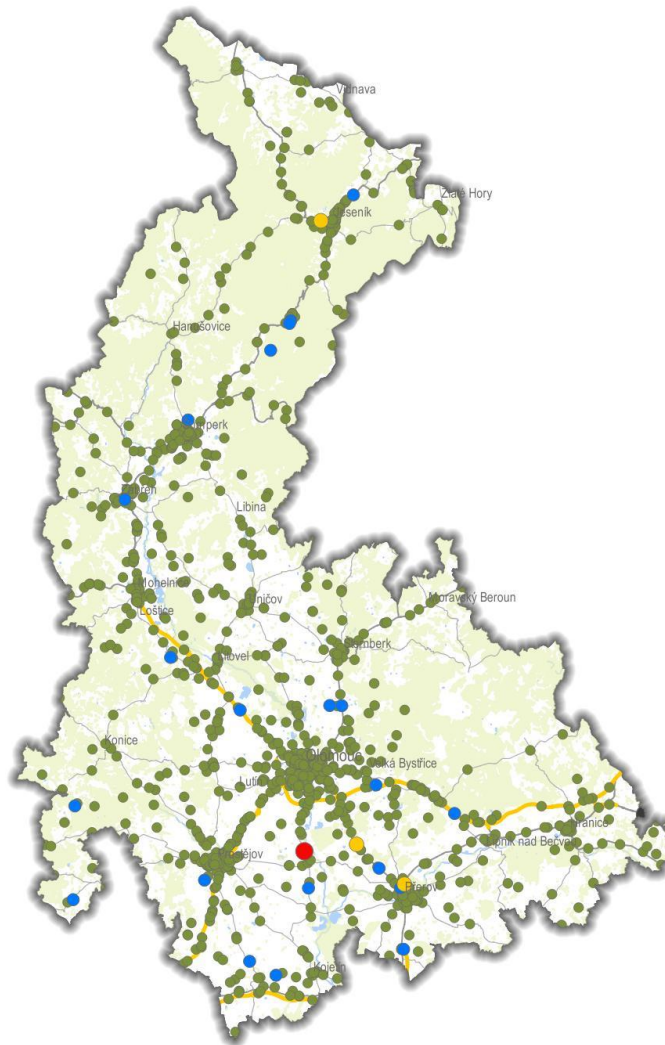 Vidnava
Zlaté Hory
Jeseník
Hanušovice
Šumperk
Zábřeh
Libina
Mohelnice
Uničov
Moravský Beroun
Loštice
Šternberk
Litovel
Konice
Olomouc
Velká Bystřice
Lutín
Hranice
Lipník nad Bečvou
Prostějov
Přerov
Kojetín